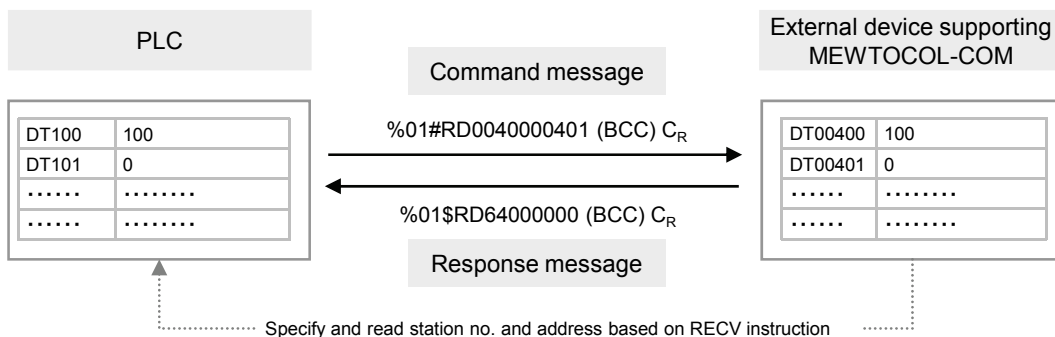 PLC
External device supporting
MEWTOCOL-COM
Command message
%01#RD0040000401 (BCC) CR
DT100 100
DT101 0
...... ........
...... ........
DT00400 100
DT00401 0
...... ........
...... ........
%01$RD64000000 (BCC) CR
Response message
Specify and read station no. and address based on RECV instruction